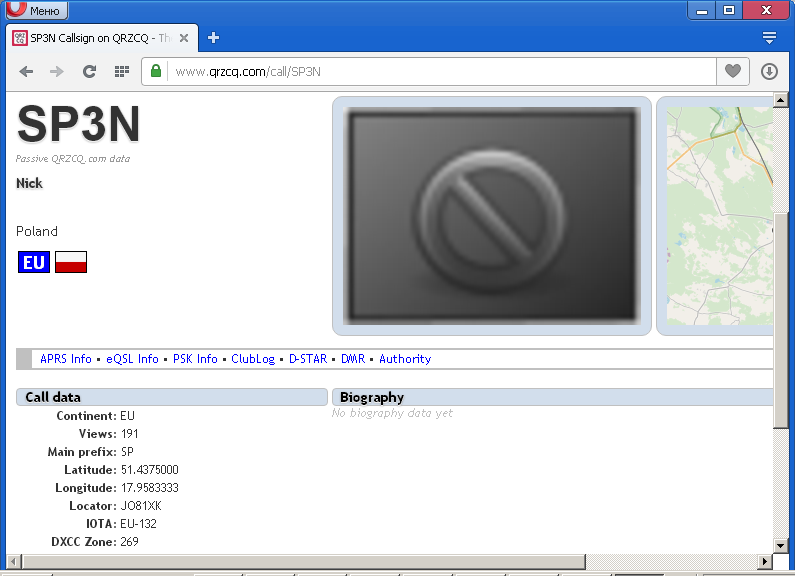 Меню
SP3N Callsign on QRZCQ - Th
www.qrzcq.com/call/SP3N
SP3N
Passive QRZCQ.com data
Nick
Poland
EU
APRS Info • eQSL Info • PSK Info • ClubLog • D-STAR • DMR • Authority
Call data
Continent: EU
Views: 191
Main prefix: SP
Latitude: 51.4375000
Longitude: 17.9583333
Locator: JO81XK
IOTA: EU-132
DXCC Zone: 269
Biography
No biography data yet